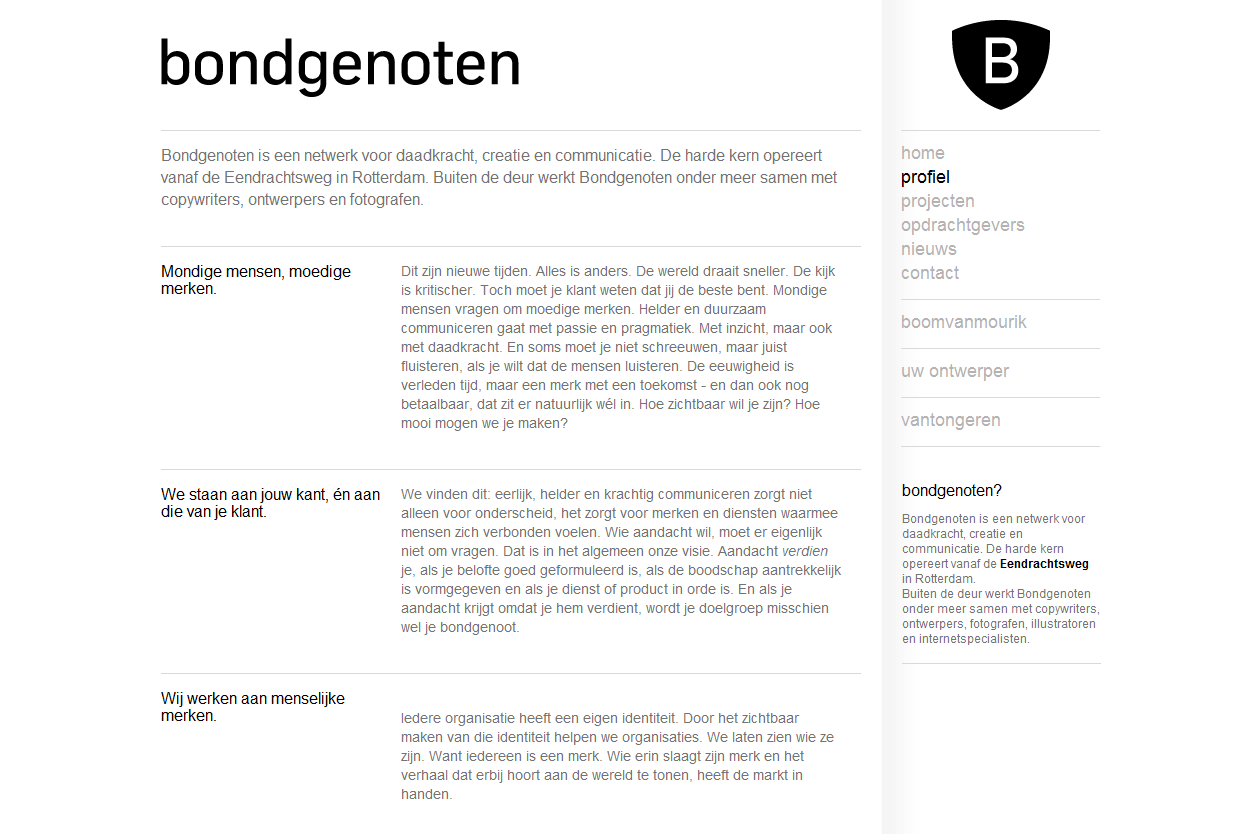 bondgenoten
Bondgenoten is een netwerk voor daadkracht, creatie en communicatie. De harde kern opereert
vanaf de Eendrachtsweg in Rotterdam. Buiten de deur werkt Bondgenoten onder meer samen met
copywriters, ontwerpers en fotografen.
Mondige mensen, moedige
merken.
Dit zijn nieuwe tijden. Alles is anders. De wereld draait sneller. De kijk
is kritischer. Toch moet je klant weten dat jij de beste bent. Mondige
mensen vragen om moedige merken. Helder en duurzaam
communiceren gaat met passie en pragmatiek. Met inzicht, maar ook
met daadkracht. En soms moet je niet schreeuwen, maar juist
fluisteren, als je wilt dat de mensen luisteren. De eeuwigheid is
verleden tijd, maar een merk met een toekomst - en dan ook nog
betaalbaar, dat zit er natuurlijk wél in. Hoe zichtbaar wil je zijn? Hoe
mooi mogen we je maken?
We staan aan jouw kant, én aan
die van je klant.
We vinden dit: eerlijk, helder en krachtig communiceren zorgt niet
alleen voor onderscheid, het zorgt voor merken en diensten waarmee
mensen zich verbonden voelen. Wie aandacht wil, moet er eigenlijk
niet om vragen. Dat is in het algemeen onze visie. Aandacht verdien
je, als je belofte goed geformuleerd is, als de boodschap aantrekkelijk
is vormgegeven en als je dienst of product in orde is. En als je
aandacht krijgt omdat je hem verdient, wordt je doelgroep misschien
wel je bondgenoot.
Wij werken aan menselijke
merken.
Iedere organisatie heeft een eigen identiteit. Door het zichtbaar
maken van die identiteit helpen we organisaties. We laten zien wie ze
zijn. Want iedereen is een merk. Wie erin slaagt zijn merk en het
verhaal dat erbij hoort aan de wereld te tonen, heeft de markt in
handen.
B
home
profiel
projecten
opdrachtgevers
nieuws
contact
boomvanmourik
uw ontwerper
vantongeren
bondgenoten?
Bondgenoten is een netwerk voor
daadkracht, creatie en
communicatie. De harde kern
opereert vanaf de Eendrachtsweg
in Rotterdam.
Buiten de deur werkt Bondgenoten
onder meer samen met copywriters,
ontwerpers, fotografen, illustratoren
en internetspecialisten.